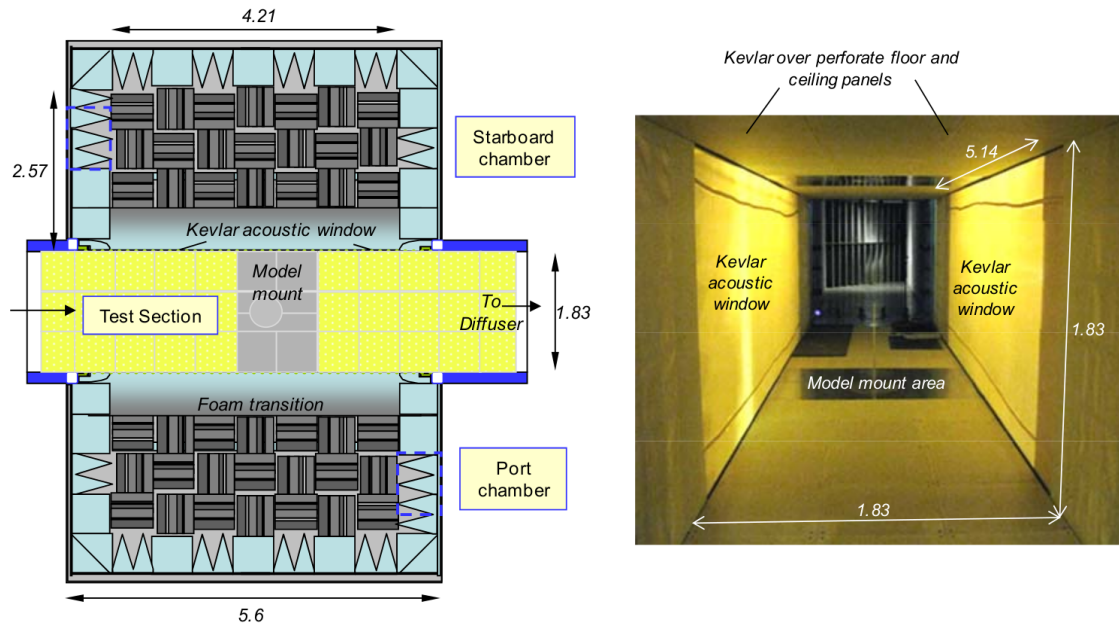 4.21
2.57
Starboard
chamber
Kevlar acoustic window
Model
mount
Test Section
To
Diffuser
1.83
Foam transition
Port
chamber
5.6
Kevlar over perforate floor and
ceiling panels
5.14
Kevlar
acoustic
window
Kevlar
acoustic
window
1.83
Model mount area
1.83